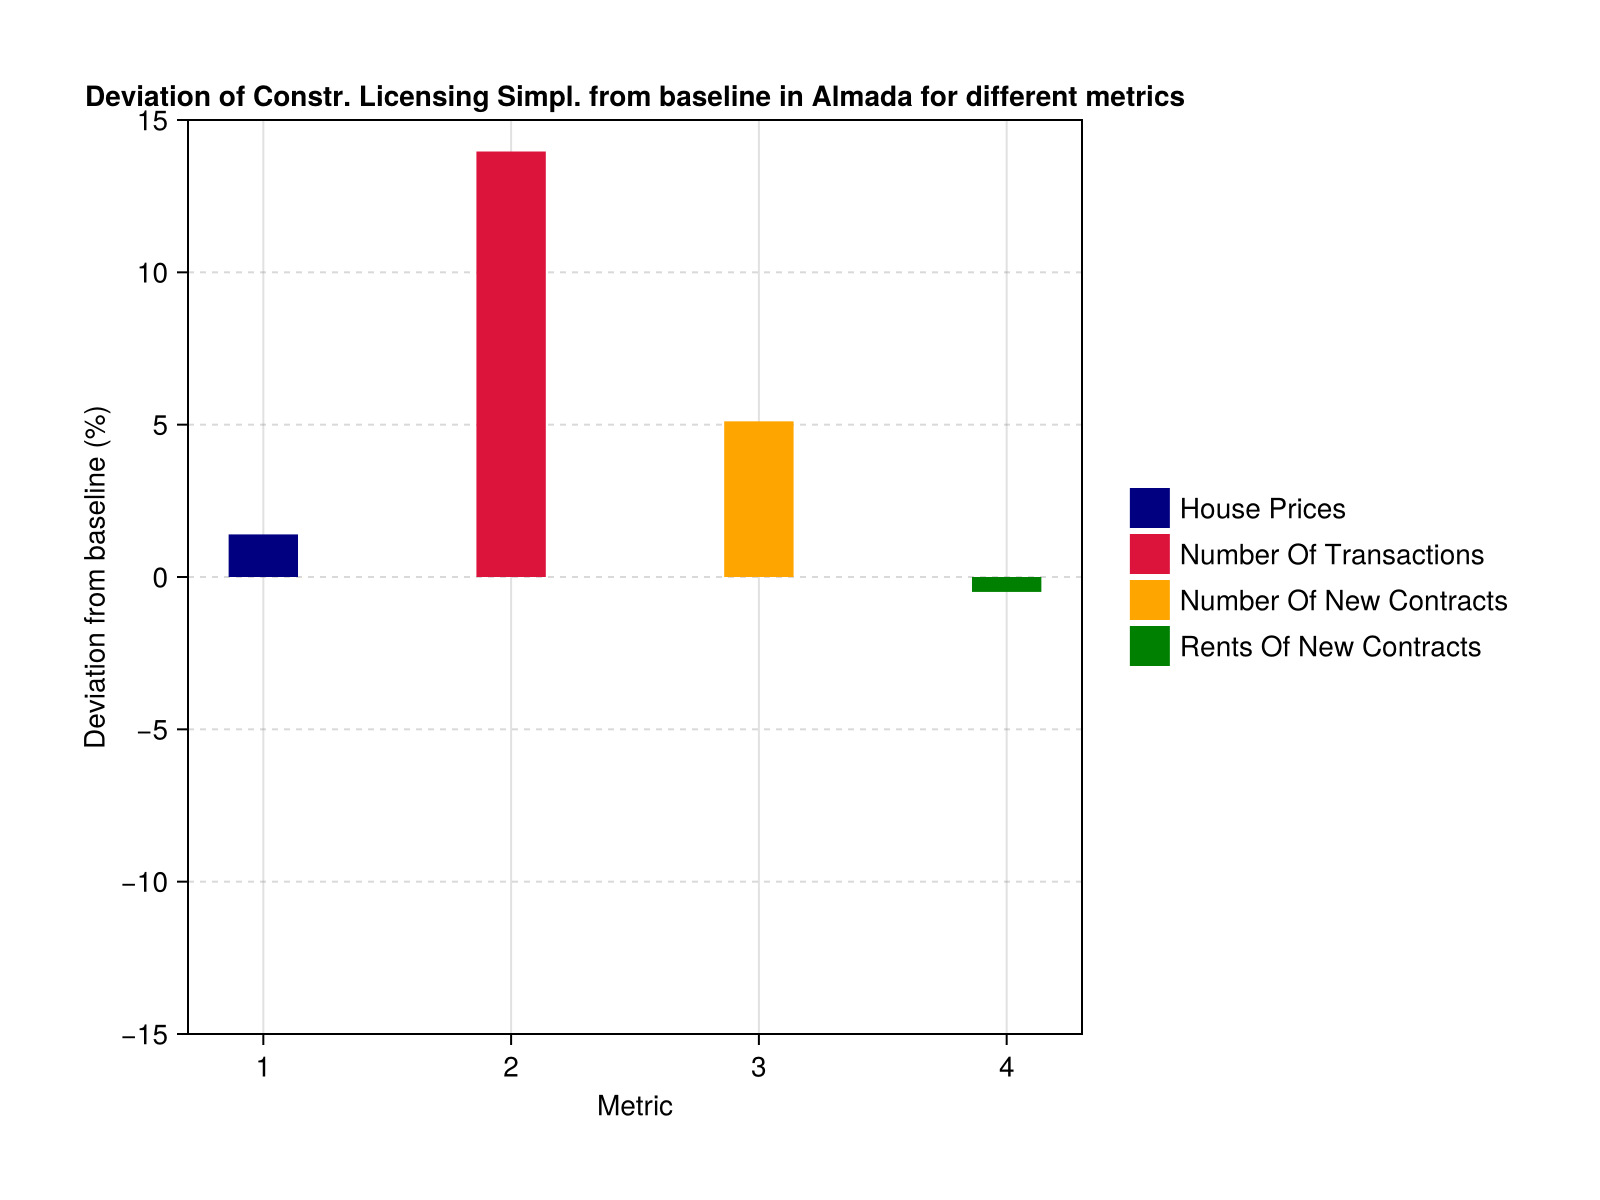 Deviation of Constr. Licensing Simpl. from baseline in Almada for different metrics
15
10
5
0
−5
−10
−15
Deviation from baseline (%)
1 2 3 4
Metric
House Prices
Number Of Transactions
Number Of New Contracts
Rents Of New Contracts